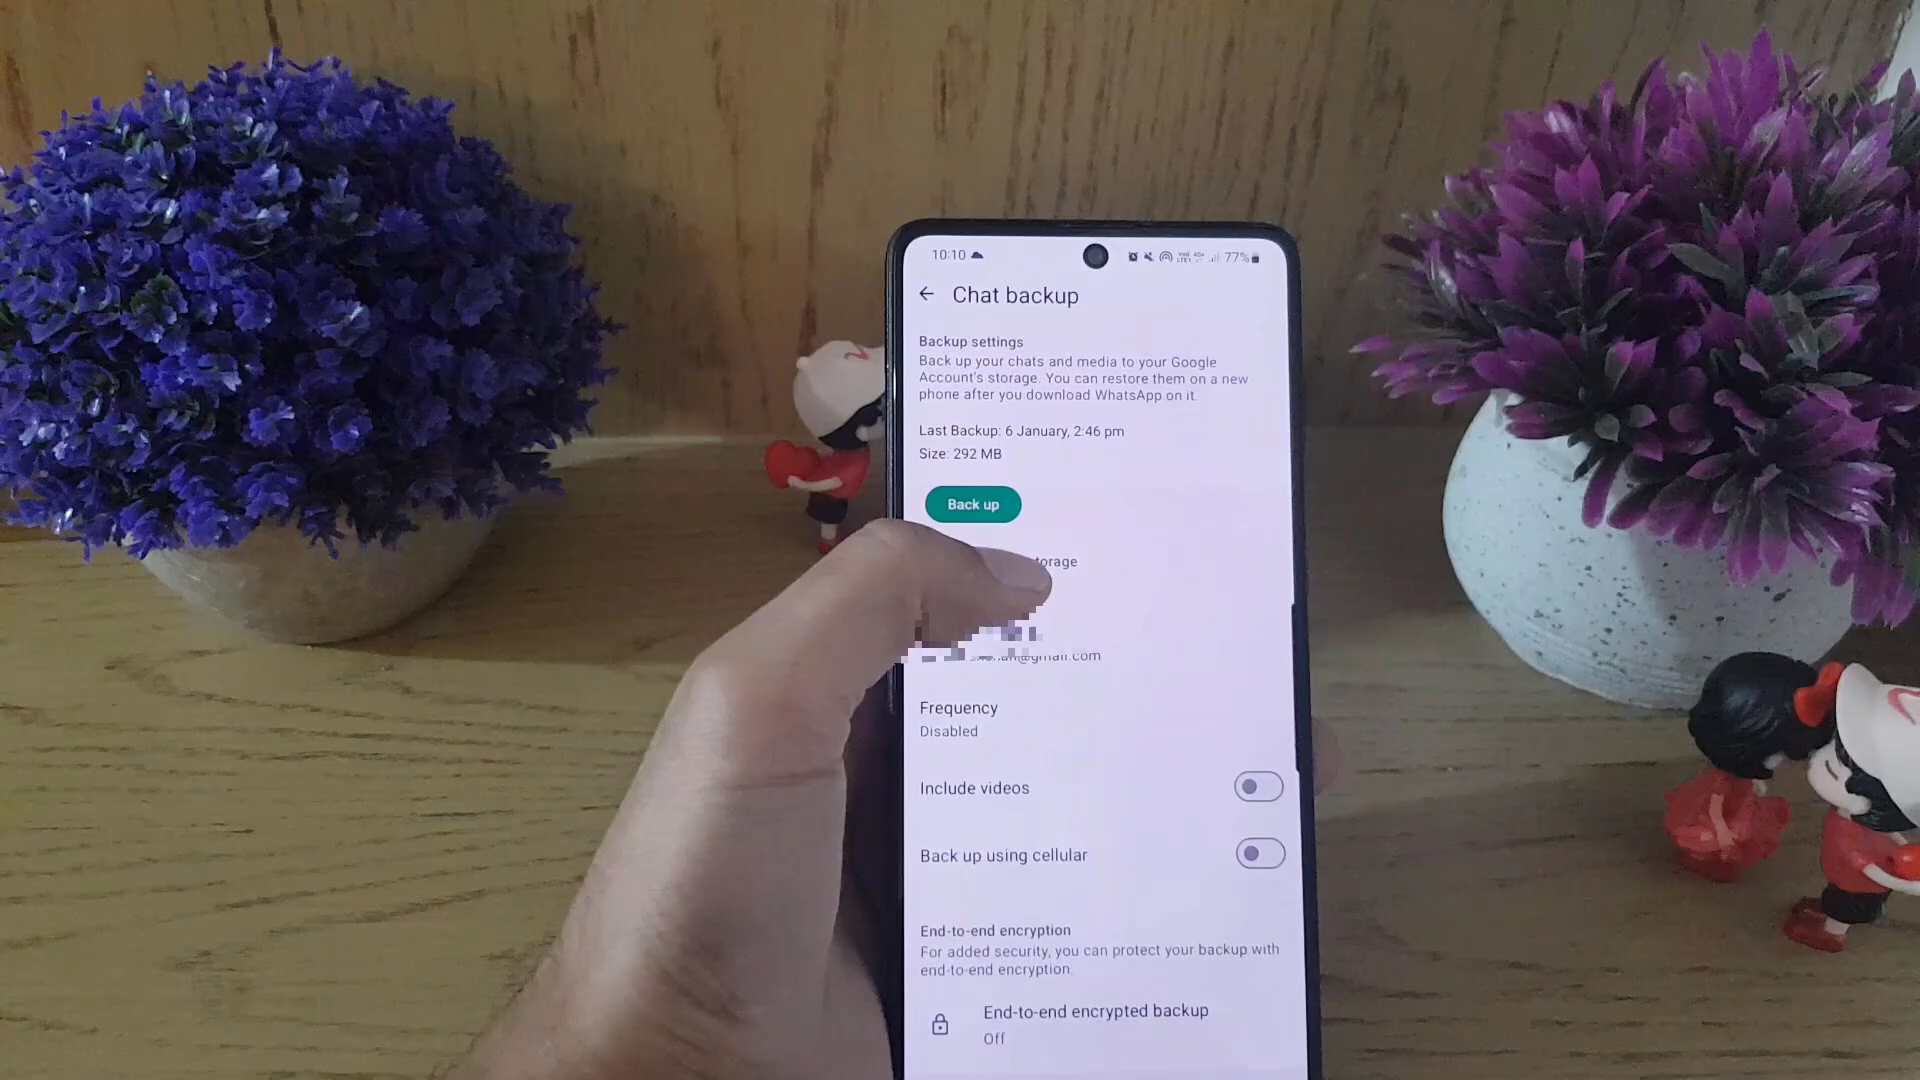 10:10
77%
Chat backup
Backup settings
Back up your chats and media to your Google
Account's storage. You can restore them on a new
phone after you download WhatsApp on it.
Last Backup: 6 January, 2:46 pm
Size: 292 MB
Back up
Frequency
Disabled
Include videos
Back up using cellular
End-to-end encryption
For added security, you can protect your backup with
end-to-end encryption.
End-to-end encrypted backup
Off